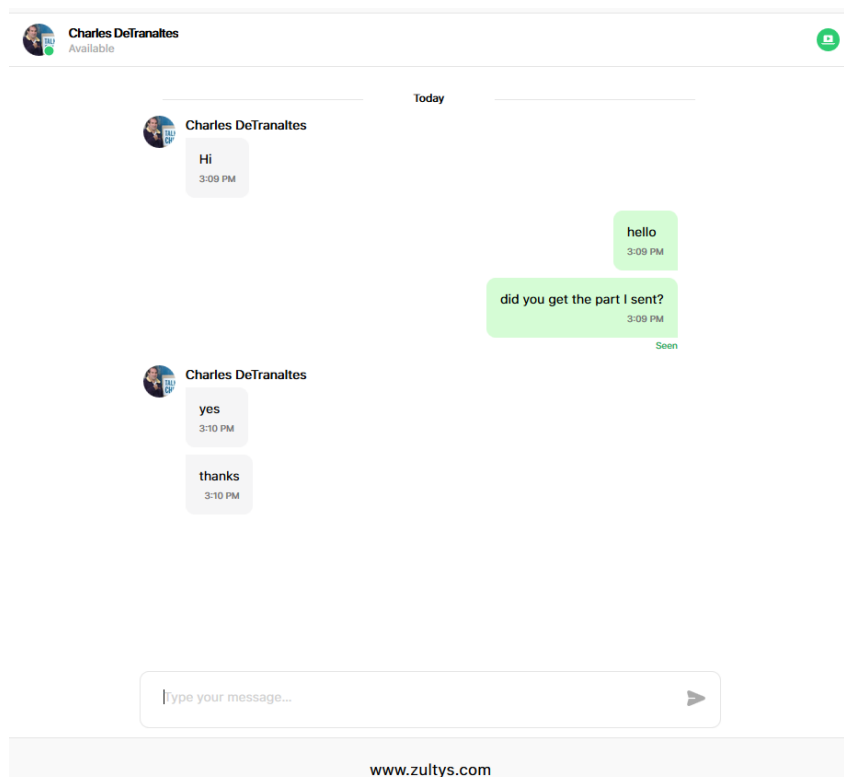 Charles DeTranaltes
Available
Today
Charles DeTranaltes
Hi
3:09 PM
hello
3:09 PM
did you get the part I sent?
3:09 PM
Seen
Charles DeTranaltes
yes
3:10 PM
thanks
3:10 PM
Type your message...
www.zultys.com